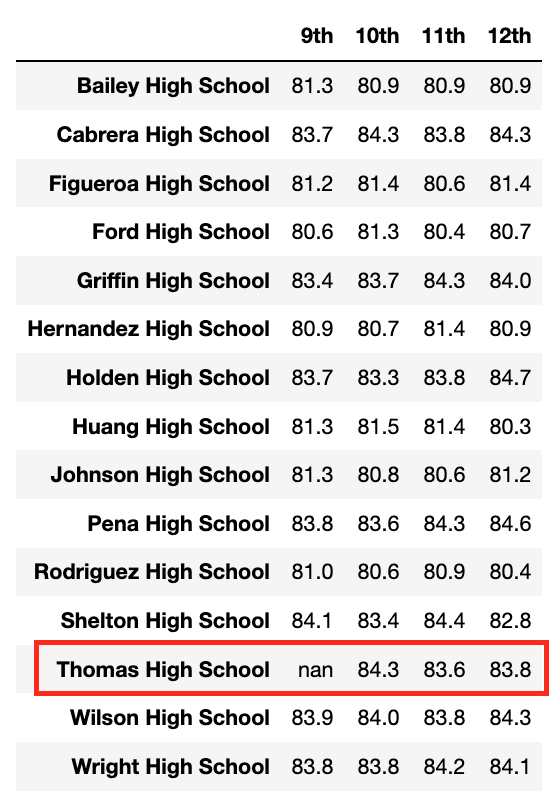 9th 10th 11th 12th
Bailey High School 81.3 80.9 80.9 80.9
Cabrera High School 83.7 84.3 83.8 84.3
Figueroa High School 81.2 81.4 80.6 81.4
Ford High School 80.6 81.3 80.4 80.7
Griffin High School 83.4 83.7 84.3 84.0
Hernandez High School 80.9 80.7 81.4 80.9
Holden High School 83.7 83.3 83.8 84.7
Huang High School 81.3 81.5 81.4 80.3
Johnson High School 81.3 80.8 80.6 81.2
Pena High School 83.8 83.6 84.3 84.6
Rodriguez High School 81.0 80.6 80.9 80.4
Shelton High School 84.1 83.4 84.4 82.8
Thomas High School nan 84.3 83.6 83.8
Wilson High School 83.9 84.0 83.8 84.3
Wright High School 83.8 83.8 84.2 84.1